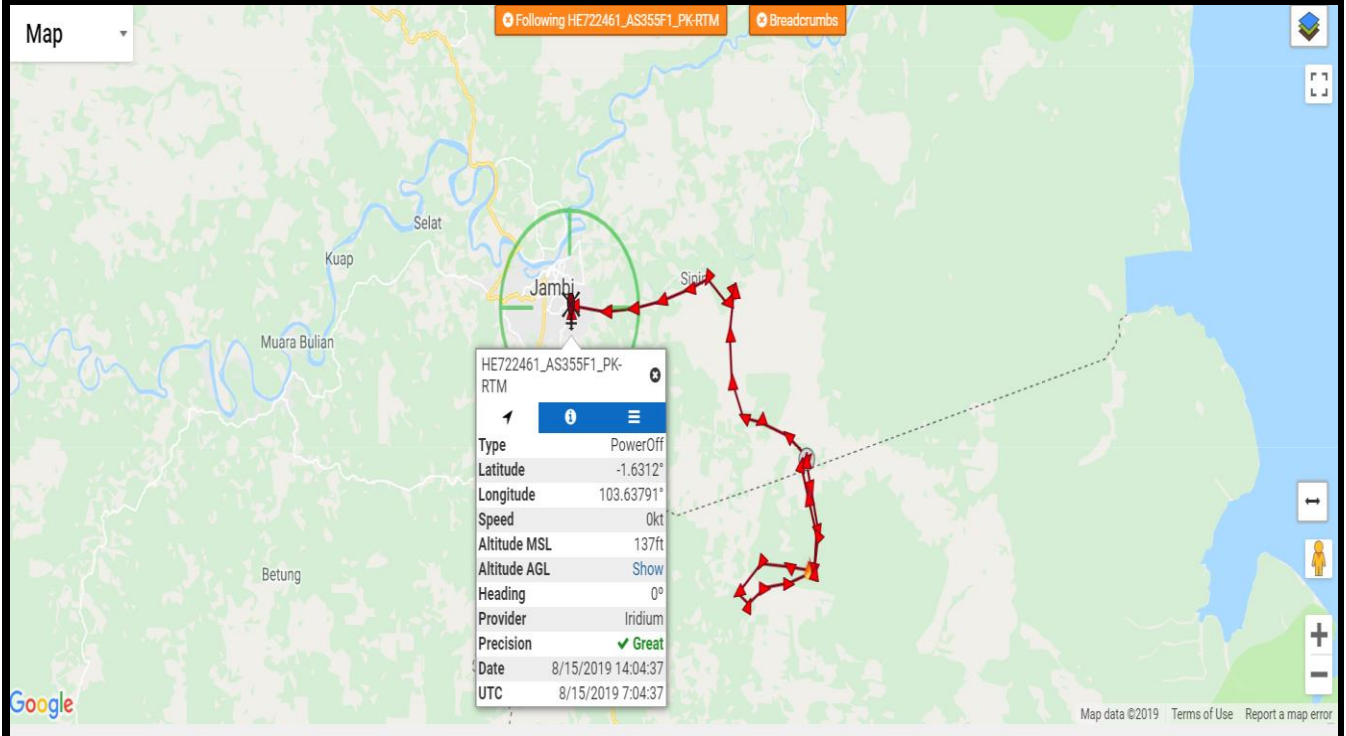 Map
Following HE722461_AS355F1_PK-RTM
Breadcrumbs
Selat
Kuap
Jambi
Muara Bulian
Betung
HE722461_AS355F1_PK-
RTM
Type PowerOff
Latitude -1.6312°
Longitude 103.63791°
Speed 0kt
Altitude MSL 137ft
Altitude AGL Show
Heading 0°
Provider Iridium
Precision ✔ Great
Date 8/15/2019 14:04:37
UTC 8/15/2019 7:04:37
Google
Map data ©2019 Terms of Use Report a map error